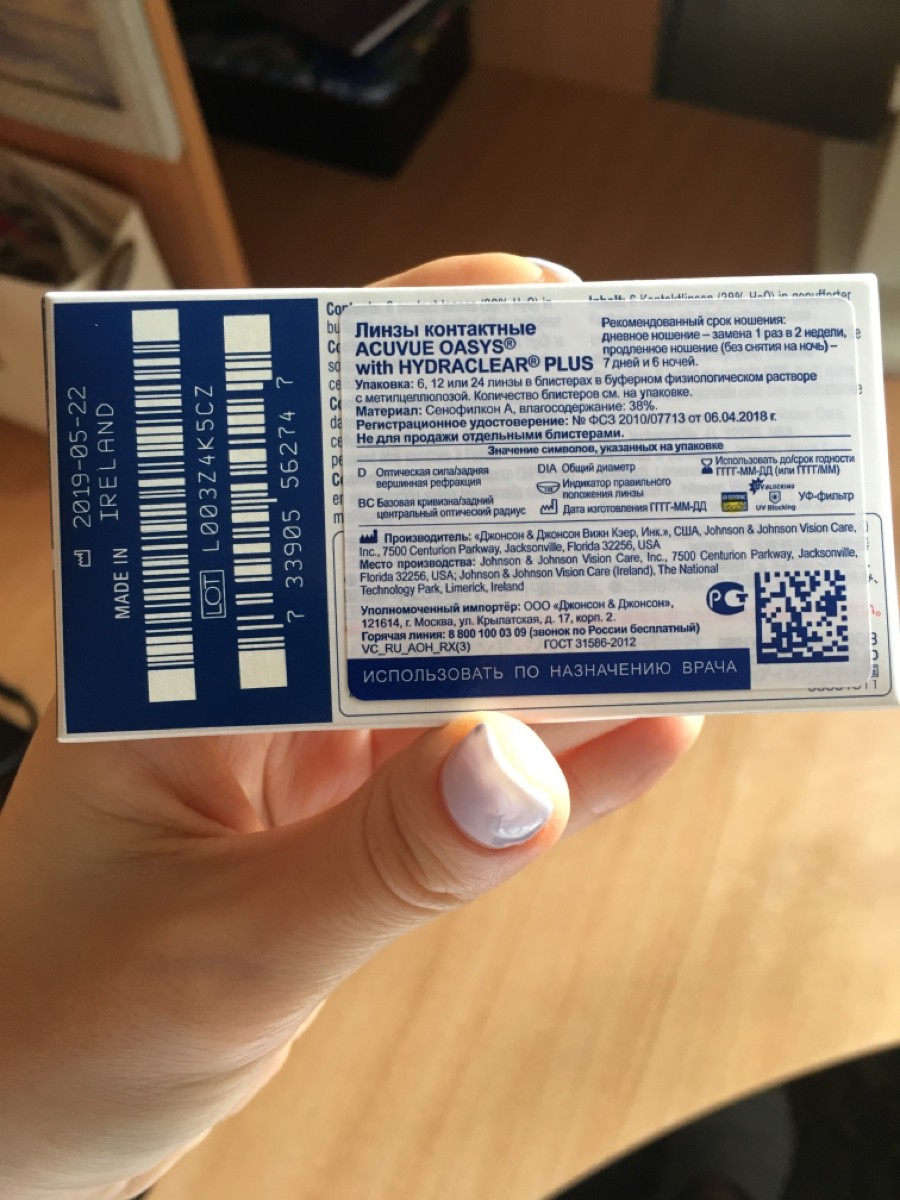 2019-05-22
MADE IN IRELAND
LOT L003Z4K5CZ
7 33905 56274 7
Линзы контактные
ACUVUE OASYS®
with HYDRACLEAR® PLUS
Рекомендованный срок ношения:
дневное ношение – замена 1 раз в 2 недели,
продленное ношение (без снятия на ночь) –
7 дней и 6 ночей.
Упаковка: 6, 12 или 24 линзы в блистерах в буферном физиологическом растворе
с метилцеллюлозой. Количество блистеров см. на упаковке.
Материал: Сенофилкон А, влагосодержание: 38%.
Регистрационное удостоверение: № ФСЗ 2010/07713 от 06.04.2018 г.
Не для продажи отдельными блистерами.
Значение символов, указанных на упаковке
D Оптическая сила/задняя
вершинная рефракция
BC Базовая кривизна/задний
центральный оптический радиус
DIA Общий диаметр
Индикатор правильного
положения линзы
Дата изготовления ГГГГ-ММ-ДД
Использовать до/срок годности
ГГГГ-ММ-ДД (или ГГГГ/ММ)
UV BLOCKING
UV Blocking
УФ-фильтр
Производитель: «Джонсон & Джонсон Вижн Кэер, Инк.», США, Johnson & Johnson Vision Care,
Inc., 7500 Centurion Parkway, Jacksonville, Florida 32256, USA
Место производства: Johnson & Johnson Vision Care, Inc., 7500 Centurion Parkway, Jacksonville,
Florida 32256, USA; Johnson & Johnson Vision Care (Ireland), The National
Technology Park, Limerick, Ireland
Уполномоченный импортёр: ООО «Джонсон & Джонсон»,
121614, г. Москва, ул. Крылатская, д. 17, корп. 2.
Горячая линия: 8 800 100 03 09 (звонок по России бесплатный)
VC_RU_AOH_RX(3) ГОСТ 31586-2012
ИСПОЛЬЗОВАТЬ ПО НАЗНАЧЕНИЮ ВРАЧА